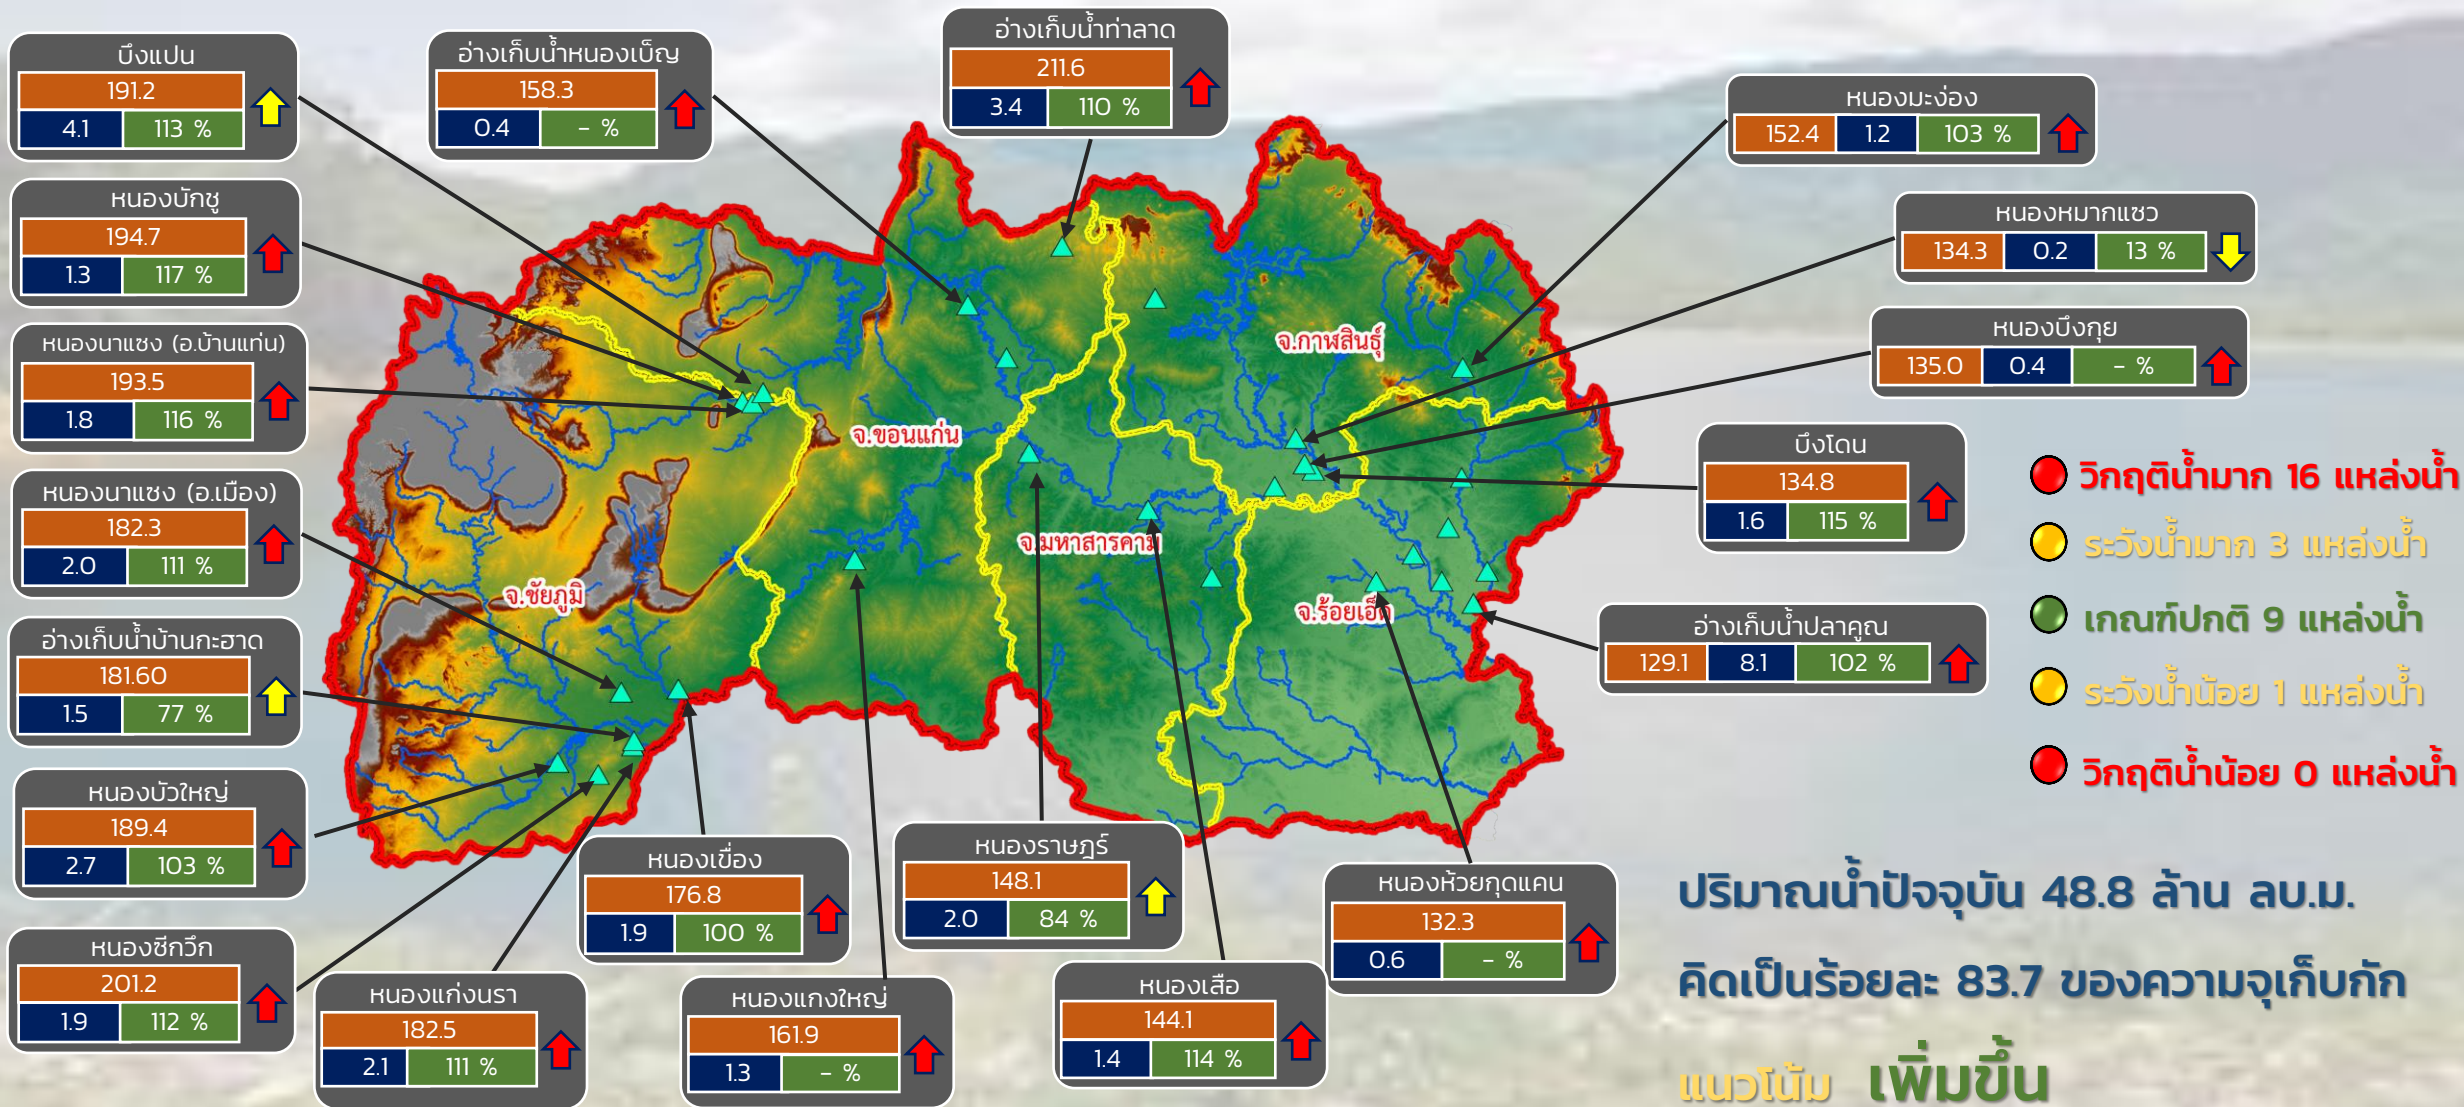 บึงแปน
191.2
4.1 113 %
หนองบักชู
194.7
1.3 117 %
หนองนาแซง (อ.บ้านแท่น)
193.5
1.8 116 %
หนองนาแซง (อ.เมือง)
182.3
2.0 111 %
อ่างเก็บน้ำบ้านกะฮาด
181.60
1.5 77 %
หนองบัวใหญ่
189.4
2.7 103 %
หนองซีกวึก
201.2
1.9 112 %
อ่างเก็บน้ำหนองเบ็ญ
158.3
0.4 - %
อ่างเก็บน้ำท่าลาด
211.6
3.4 110 %
หนองมะง่อง
152.4 1.2 103 %
หนองหมากแซว
134.3 0.2 13 %
หนองบึงกุย
135.0 0.4 - %
บึงโดน
134.8
1.6 115 %
อ่างเก็บน้ำปลาคูณ
129.1 8.1 102 %
จ.กาฬสินธุ์
จ.ขอนแก่น
จ.มหาสารคาม
จ.ชัยภูมิ
จ.ร้อยเอ็ด
หนองแก่งนรา
182.5
2.1 111 %
หนองเขื่อง
176.8
1.9 100 %
หนองแกงใหญ่
161.9
1.3 - %
หนองราษฎร์
148.1
2.0 84 %
หนองเสือ
144.1
1.4 114 %
หนองห้วยกุดแคน
132.3
0.6 - %
วิกฤติน้ำมาก 16 แหล่งน้ำ
ระวังน้ำมาก 3 แหล่งน้ำ
เกณฑ์ปกติ 9 แหล่งน้ำ
ระวังน้ำน้อย 1 แหล่งน้ำ
วิกฤติน้ำน้อย 0 แหล่งน้ำ
ปริมาณน้ำปัจจุบัน 48.8 ล้าน ลบ.ม.
คิดเป็นร้อยละ 83.7 ของความจุเก็บกัก
แนวโน้ม เพิ่มขึ้น